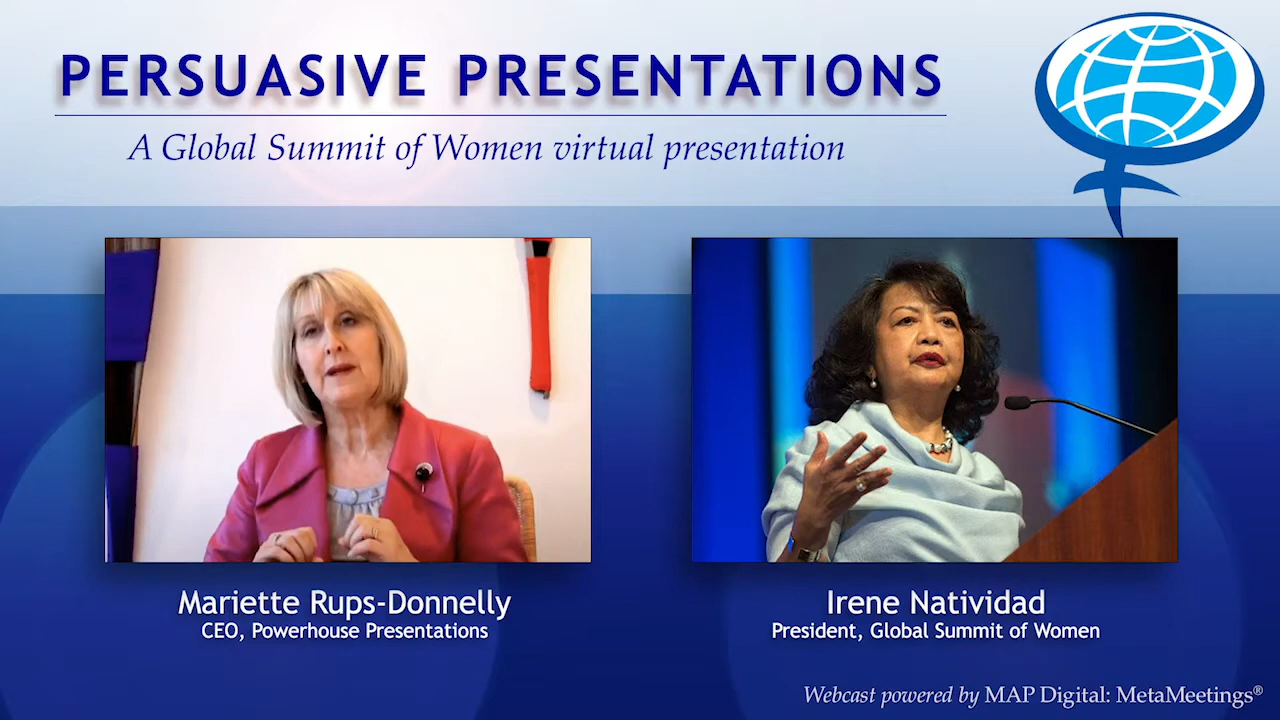 PERSUASIVE PRESENTATIONS
A Global Summit of Women virtual presentation
Mariette Rups-Donnelly
CEO, Powerhouse Presentations
Irene Natividad
President, Global Summit of Women
Webcast powered by MAP Digital: MetaMeetings®